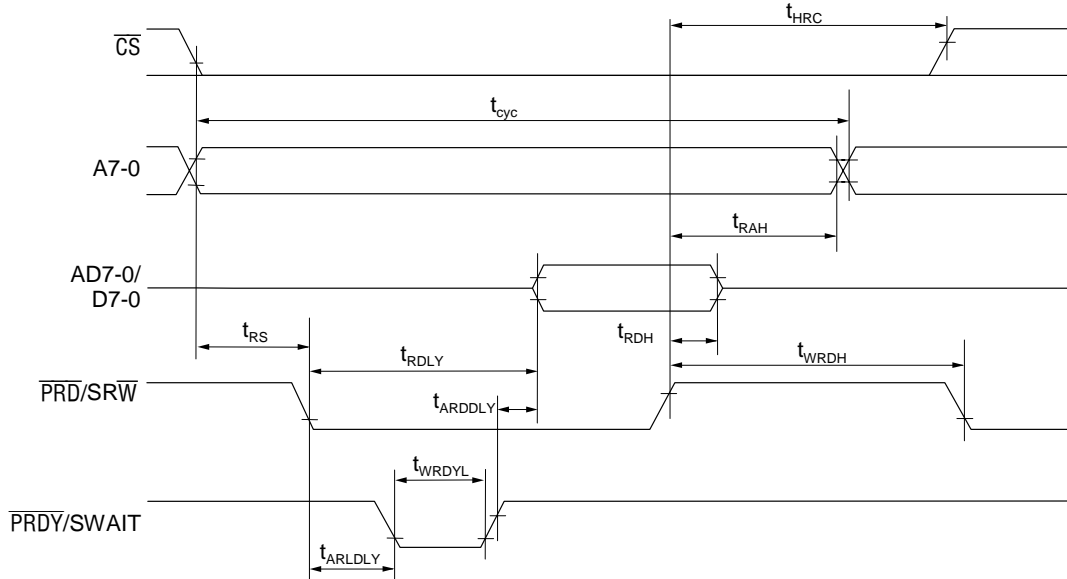 tHRC
CS
tcyc
A7-0
tRAH
AD7-0/
D7-0
tRS
tRDLY
tRDH
tWRDH
PRD/SRW
tARDDLY
tWRDYL
PRDY/SWAIT
tARLDLY